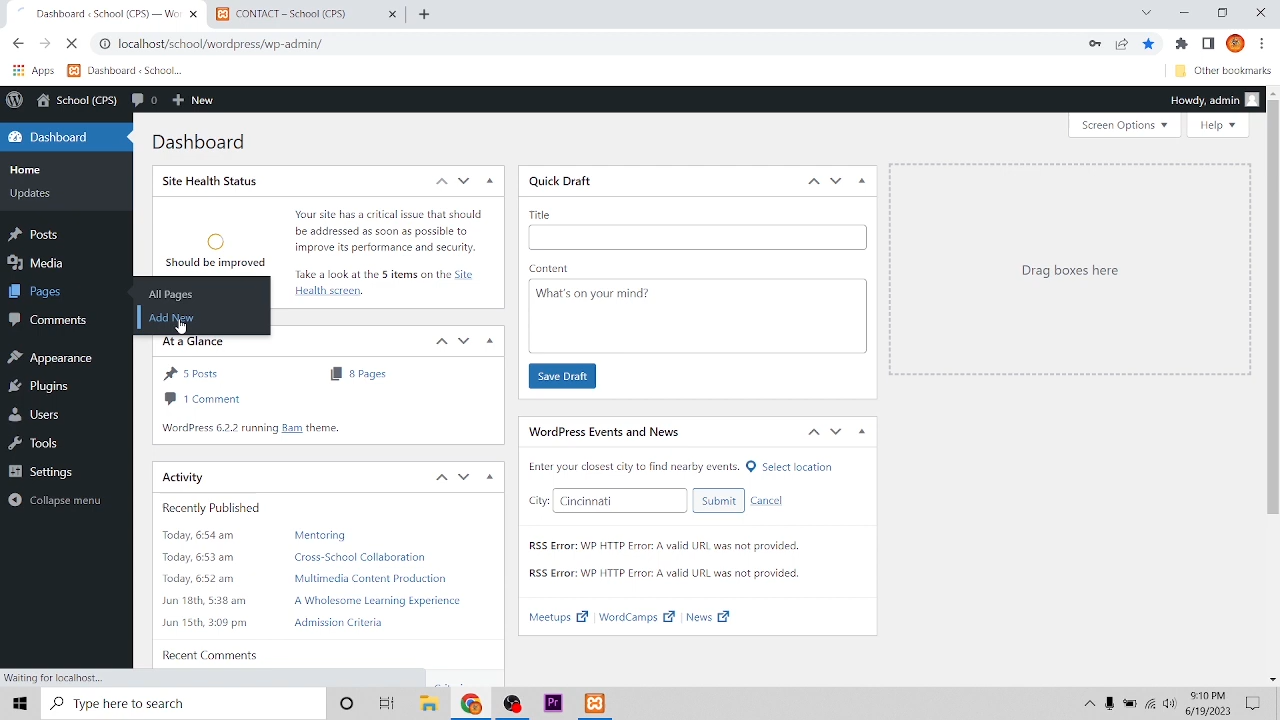 Dashboard ‹ School (CPS) — Wo
CONTACT – School (CPS)
localhost/school/wordpress/wp-admin/
Apps
Dashboard ‹ School...
Other bookmarks
School (CPS)
0
New
Howdy, admin
Screen Options
Help
Dashboard
Home
Updates
Posts
Media
Pages
All Pages
Add New
Comments
Appearance
Plugins
Users
Tools
Settings
Collapse menu
Dashboard
Site Health Status
Should be improved
Your site has a critical issue that should
be addressed as soon as possible to
improve its performance and security.
Take a look at the 5 items on the Site
Health screen.
At a Glance
5 Posts
8 Pages
1 Comment
WordPress 6.2.2 running Bam theme.
Activity
Recently Published
Today, 6:54 am
Mentoring
Today, 6:53 am
Cross-School Collaboration
Today, 6:52 am
Multimedia Content Production
Jun 18th, 5:38 am
A Wholesome Learning Experience
Jun 15th, 3:09 pm
Admission Criteria
Recent Comments
Quick Draft
Title
Content
What's on your mind?
Save Draft
WordPress Events and News
Enter your closest city to find nearby events.
Select location
City:
Cincinnati
Submit
Cancel
RSS Error: WP HTTP Error: A valid URL was not provided.
RSS Error: WP HTTP Error: A valid URL was not provided.
Meetups
WordCamps
News
Drag boxes here
Waiting for localhost...
Type here to search
Pr
9:10 PM
6/19/2023